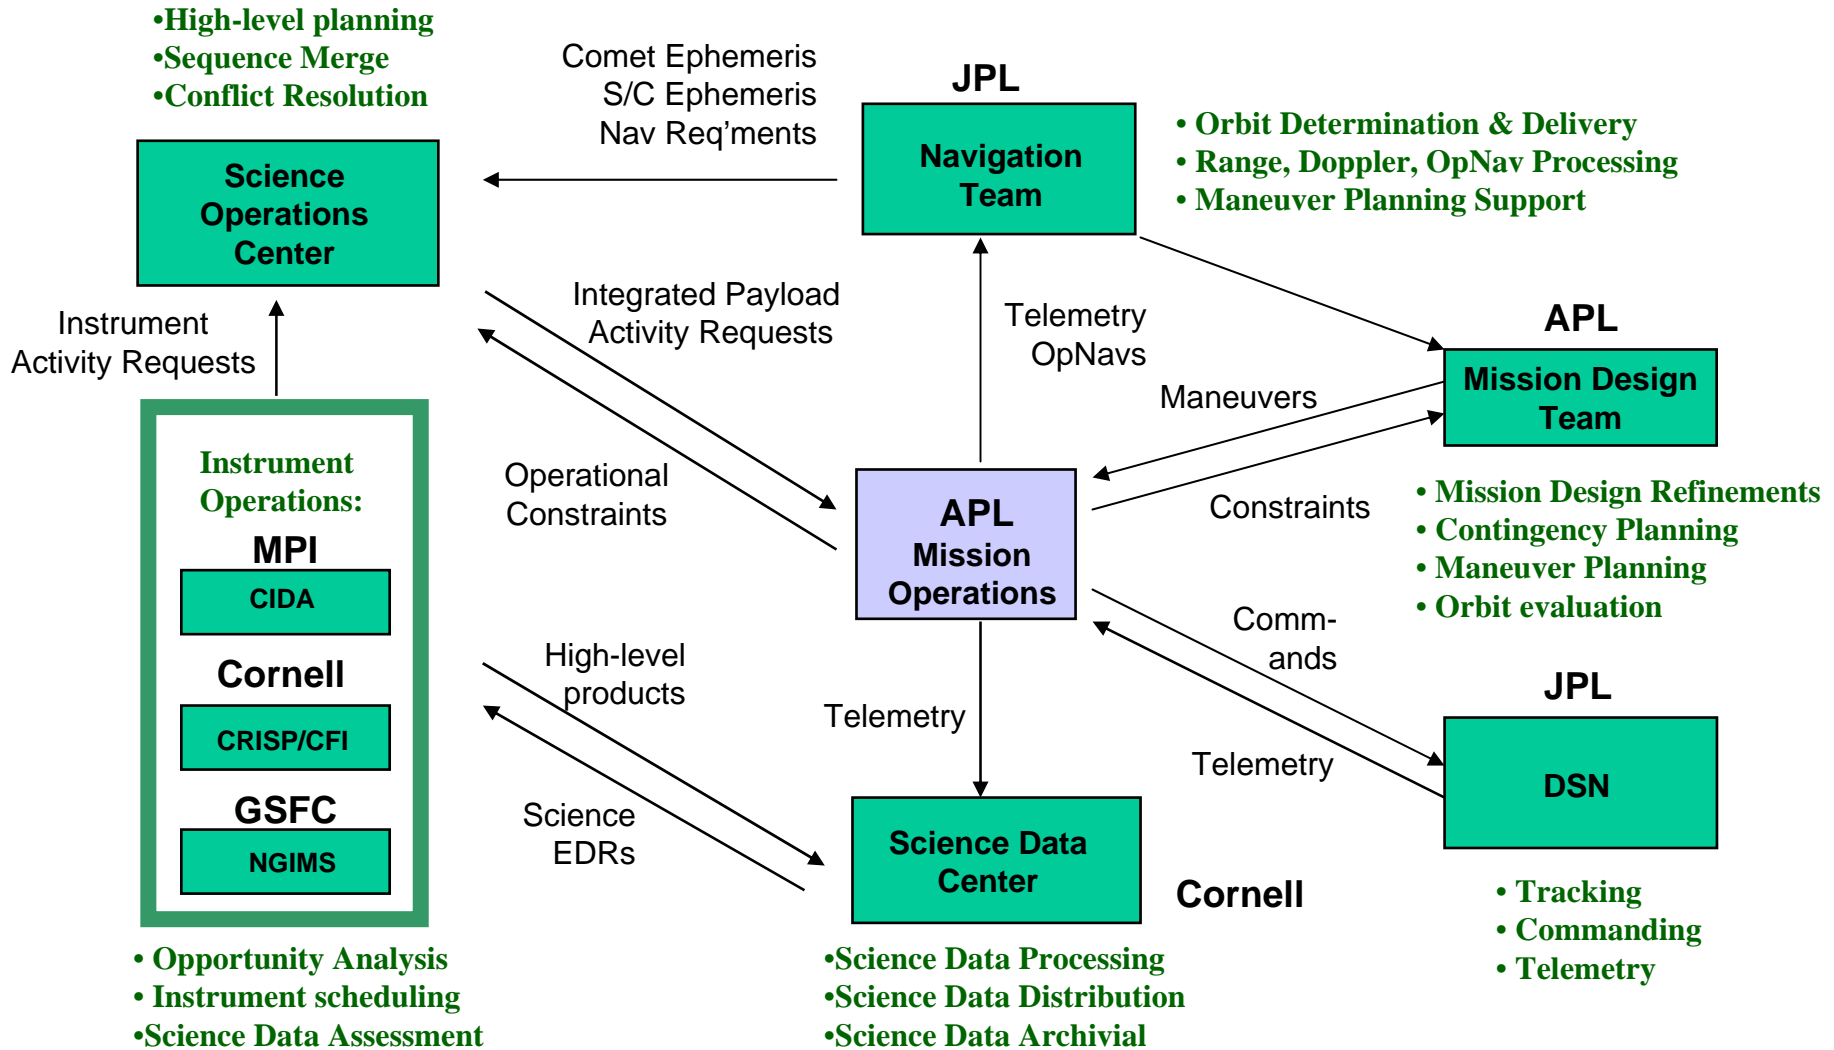 •High-level planning
•Sequence Merge
•Conflict Resolution
Science
Operations
Center
Comet Ephemeris
S/C Ephemeris
Nav Req’ments
JPL
Navigation
Team
• Orbit Determination & Delivery
• Range, Doppler, OpNav Processing
• Maneuver Planning Support
Instrument
Activity Requests
Integrated Payload
Activity Requests
Telemetry
OpNavs
APL
Mission Design
Team
Maneuvers
Constraints
• Mission Design Refinements
• Contingency Planning
• Maneuver Planning
• Orbit evaluation
Instrument
Operations:
MPI
CIDA
Cornell
CRISP/CFI
GSFC
NGIMS
Operational
Constraints
APL
Mission
Operations
High-level
products
Telemetry
Comm-
ands
Telemetry
JPL
DSN
Science
EDRs
Science Data
Center
Cornell
• Tracking
• Commanding
• Telemetry
• Opportunity Analysis
• Instrument scheduling
•Science Data Assessment
•Science Data Processing
•Science Data Distribution
•Science Data Archivial